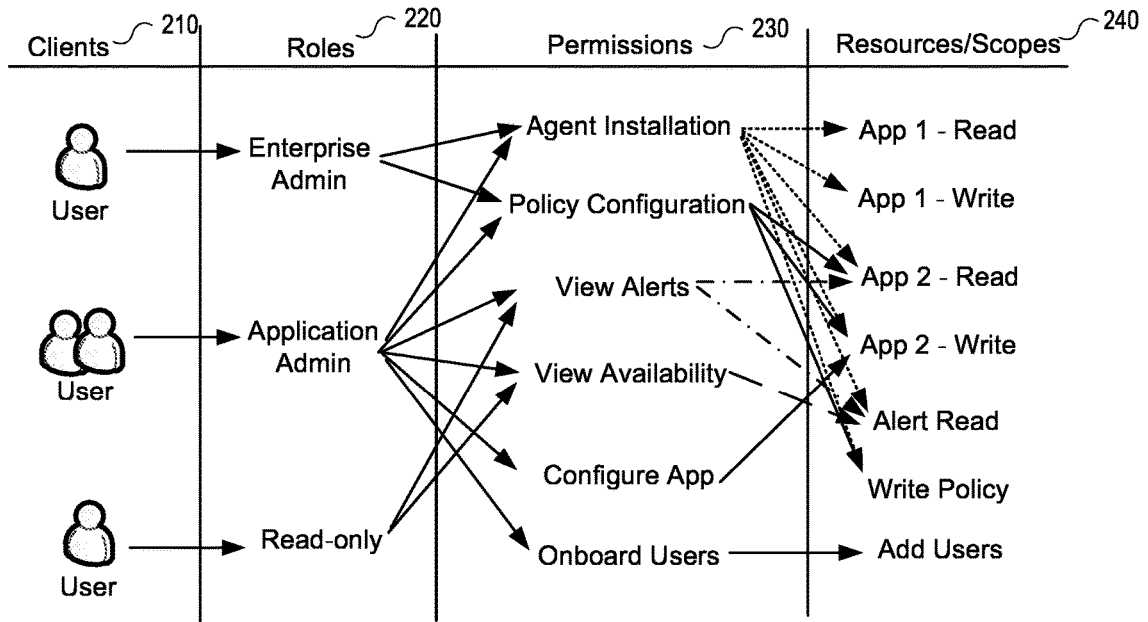 Clients 210
Roles 220
Permissions 230
Resources/Scopes 240
User
Enterprise
Admin
Agent Installation
Policy Configuration
App 1 - Read
App 1 - Write
User
Application
Admin
View Alerts
View Availability
Configure App
App 2 - Read
App 2 - Write
Alert Read
Write Policy
User
Read-only
Onboard Users
Add Users